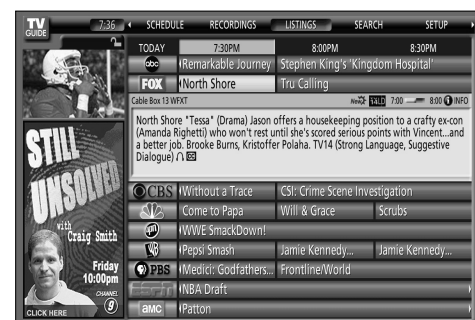 TV GUIDE
7:36
SCHEDULE RECORDINGS LISTINGS SEARCH SETUP
TODAY 7:30PM 8:00PM 8:30PM
abc Remarkable Journey Stephen King's 'Kingdom Hospital'
FOX North Shore Tru Calling
Cable Box 13 WFXT New 7:00 8:00 INFO
North Shore "Tessa" (Drama) Jason offers a housekeeping position to a crafty ex-con
(Amanda Righetti) who won't rest until she's scored serious points with Vincent...and
a better job. Brooke Burns, Kristoffer Polaha. TV14 (Strong Language, Suggestive
Dialogue)
CBS Without a Trace CSI: Crime Scene Investigation
Come to Papa Will & Grace Scrubs
upn WWE SmackDown!
WB Pepsi Smash Jamie Kennedy... Jamie Kennedy...
PBS Medici: Godfathers... Frontline/World
ESPN NBA Draft
amc Patton
STILL
UNSOLVED
with
Craig Smith
Friday
10:00pm
CHANNEL
9
CLICK HERE